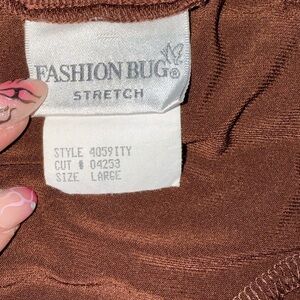 FASHION BUG®
STRETCH
STYLE 4059ITY
CUT # 04253
SIZE LARGE